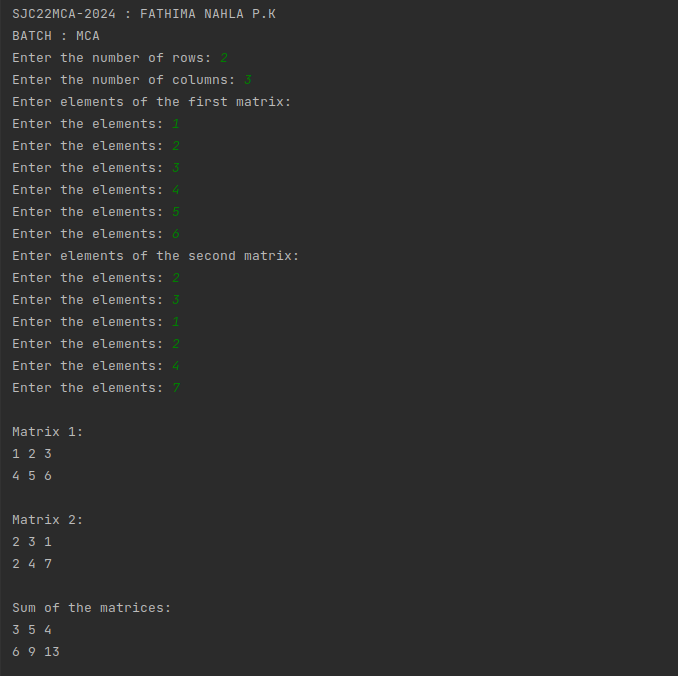 SJC22MCA-2024 : FATHIMA NAHLA P.K
BATCH : MCA
Enter the number of rows: 2
Enter the number of columns: 3
Enter elements of the first matrix:
Enter the elements: 1
Enter the elements: 2
Enter the elements: 3
Enter the elements: 4
Enter the elements: 5
Enter the elements: 6
Enter elements of the second matrix:
Enter the elements: 2
Enter the elements: 3
Enter the elements: 1
Enter the elements: 2
Enter the elements: 4
Enter the elements: 7
Matrix 1:
1 2 3
4 5 6
Matrix 2:
2 3 1
2 4 7
Sum of the matrices:
3 5 4
6 9 13